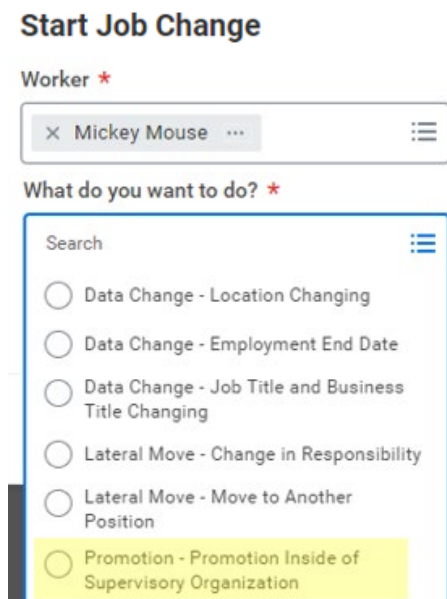 Start Job Change
Worker *
× Mickey Mouse ...
What do you want to do? *
Search
Data Change - Location Changing
Data Change - Employment End Date
Data Change - Job Title and Business
Title Changing
Lateral Move - Change in Responsibility
Lateral Move - Move to Another
Position
Promotion - Promotion Inside of
Supervisory Organization